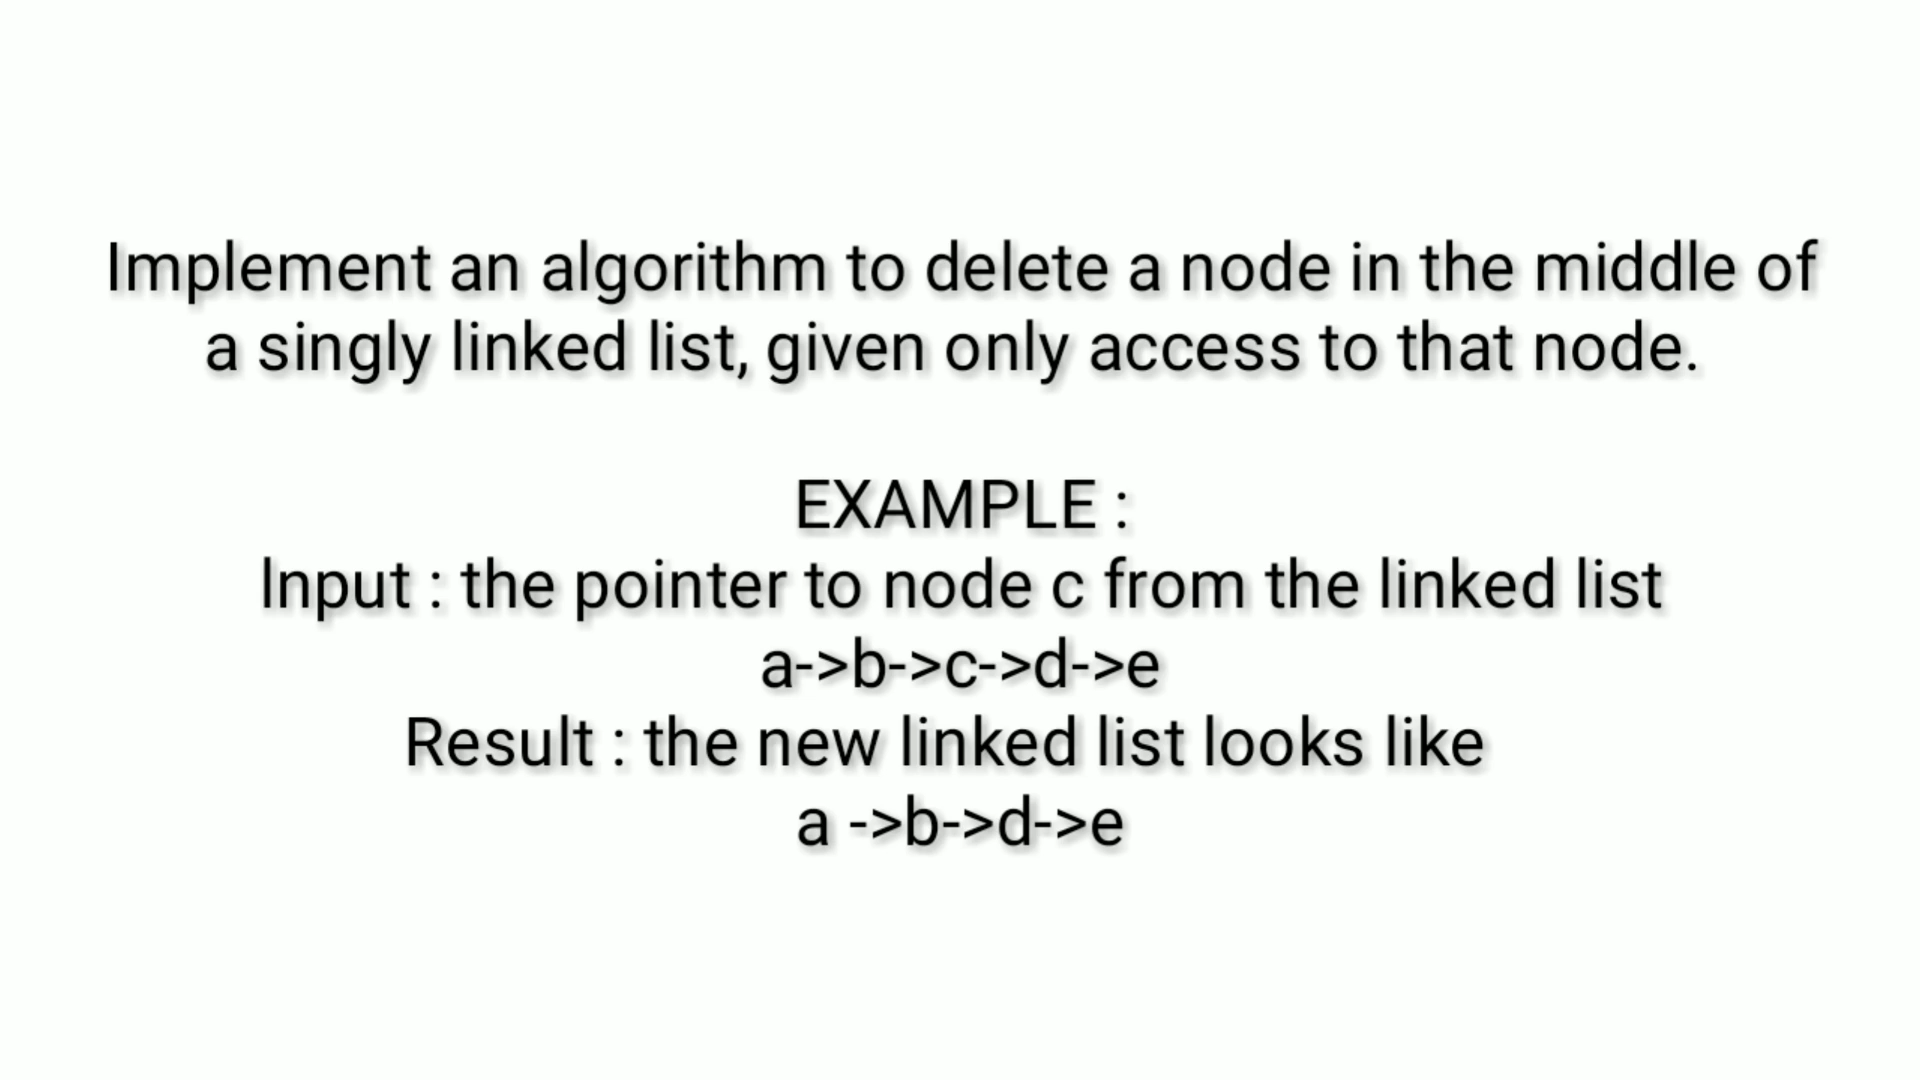 Implement an algorithm to delete a node in the middle of
a singly linked list, given only access to that node.
EXAMPLE :
Input : the pointer to node c from the linked list
a->b->c->d->e
Result : the new linked list looks like
a ->b->d->e